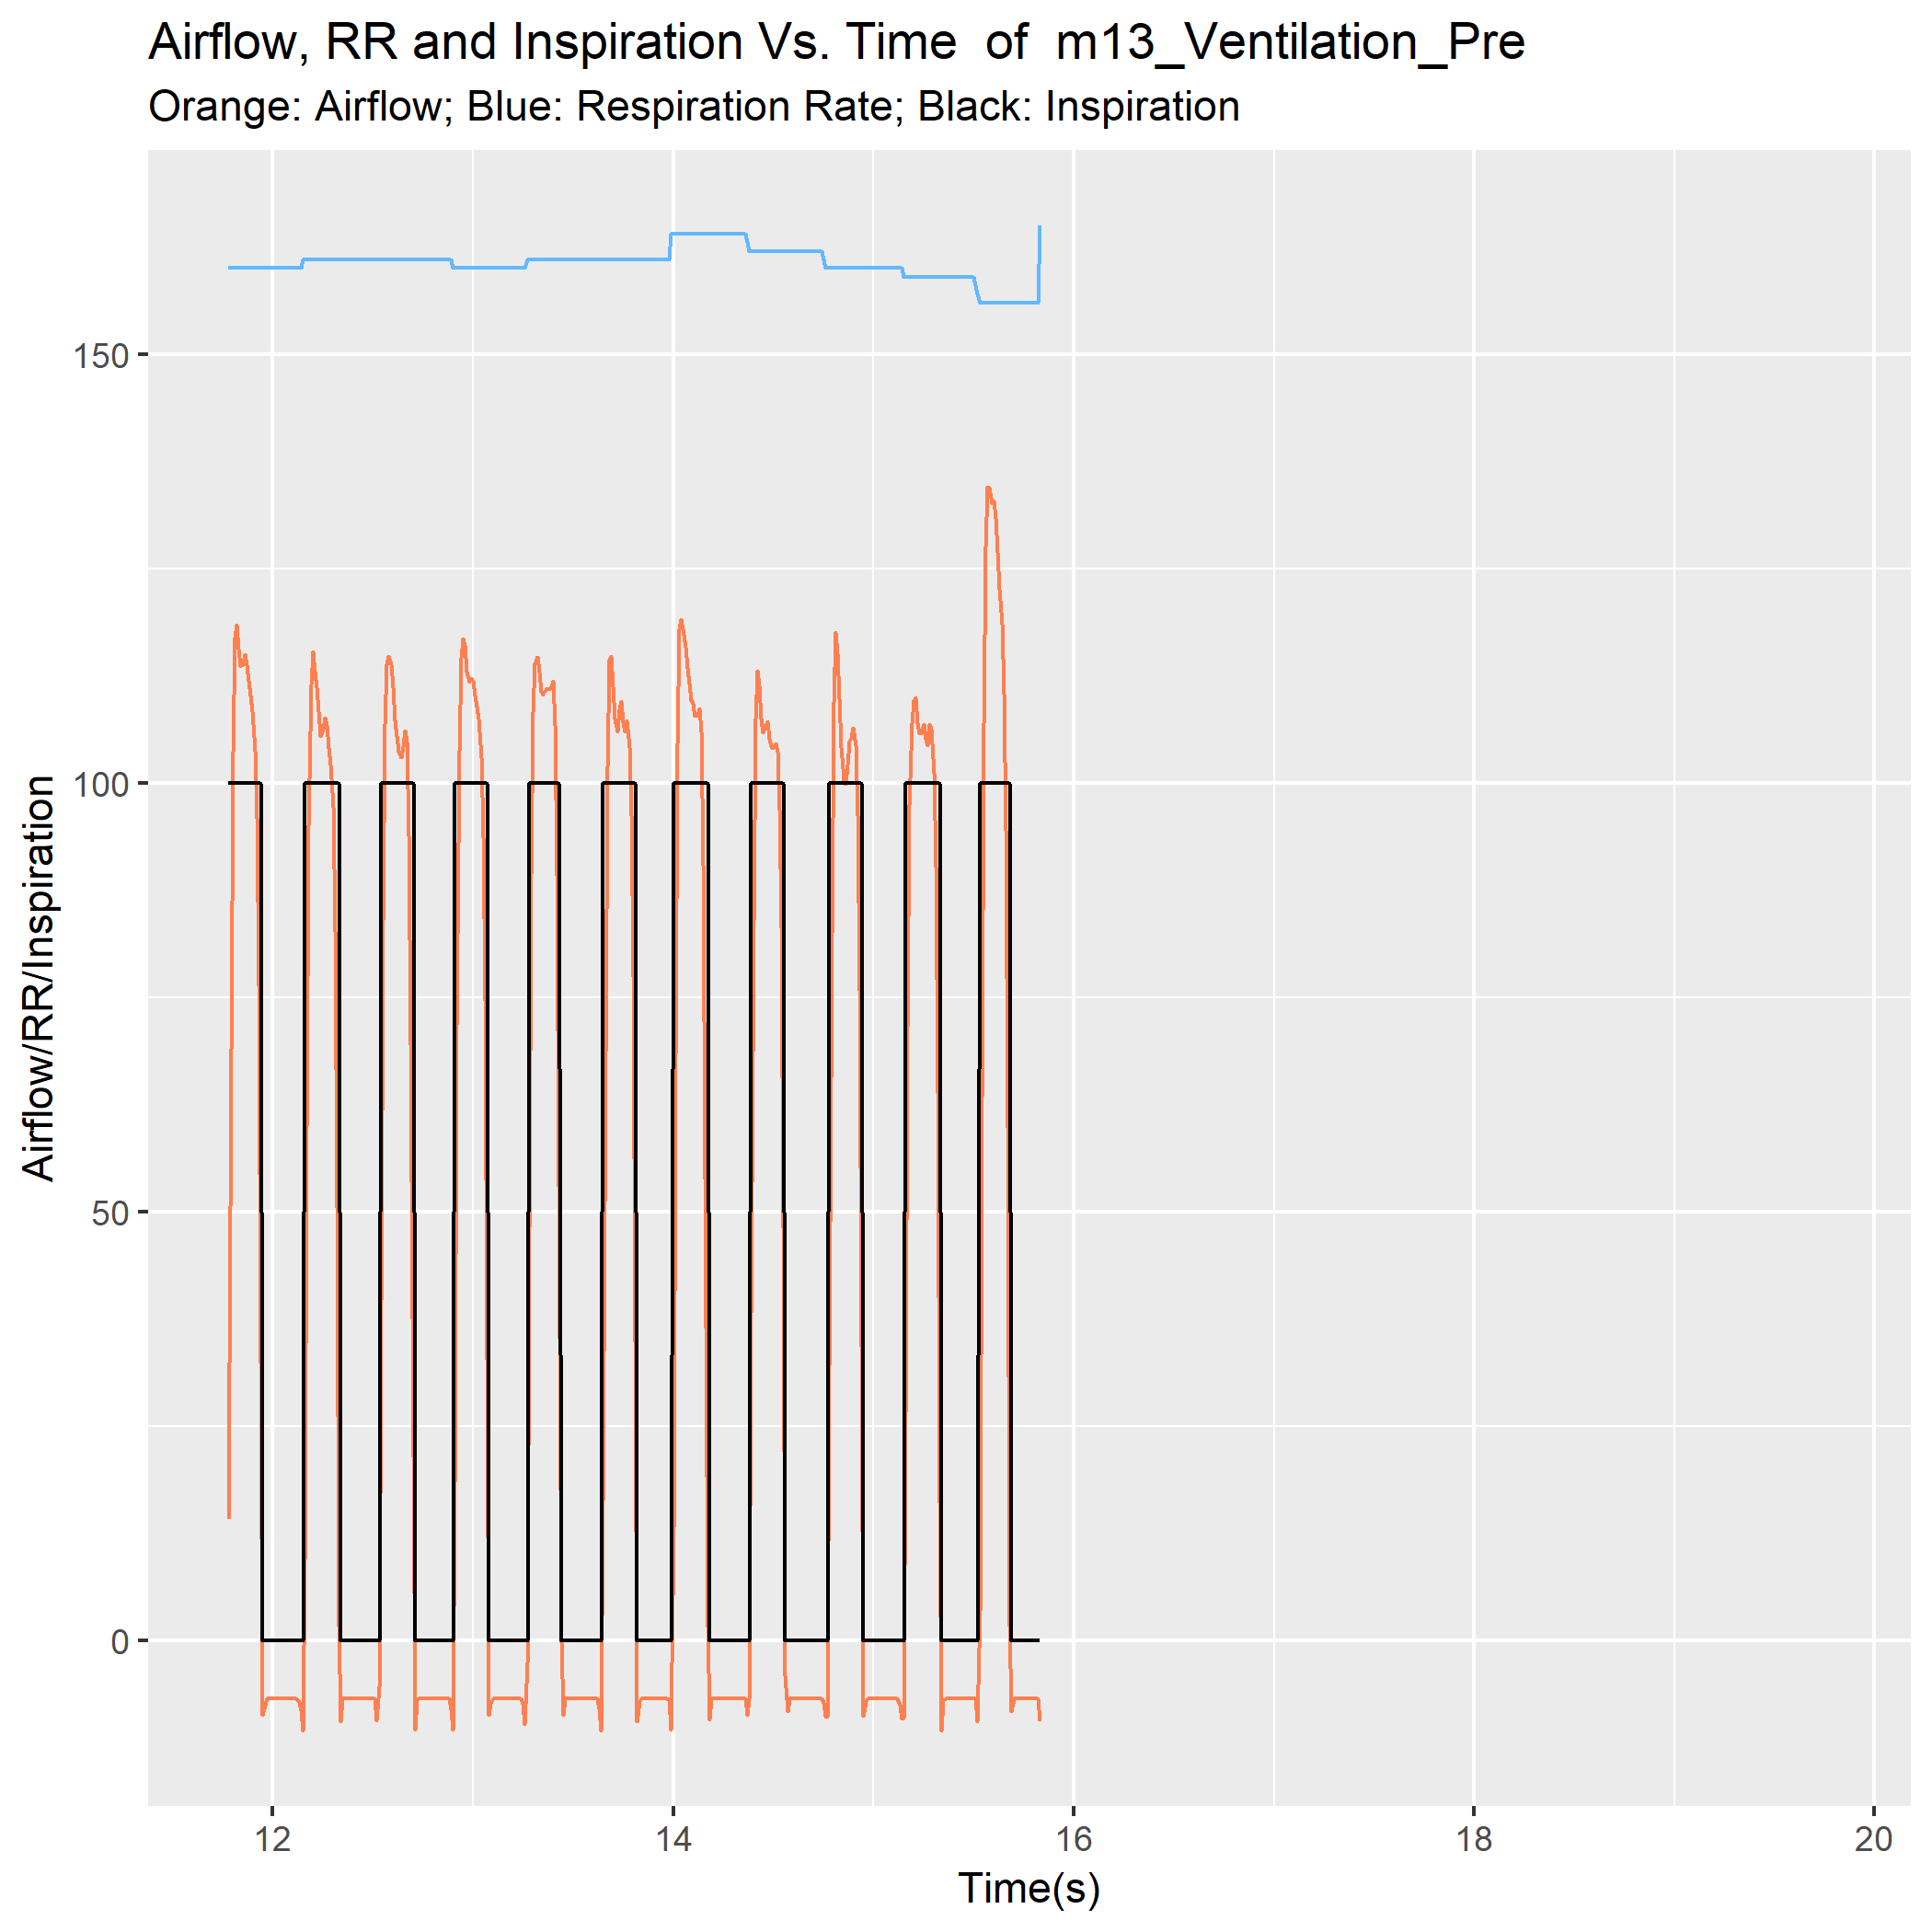 Airflow, RR and Inspiration Vs. Time  of  m13_Ventilation_Pre
Orange: Airflow; Blue: Respiration Rate; Black: Inspiration
150
100
50
0
Airflow/RR/Inspiration
12 14 16 18 20
Time(s)